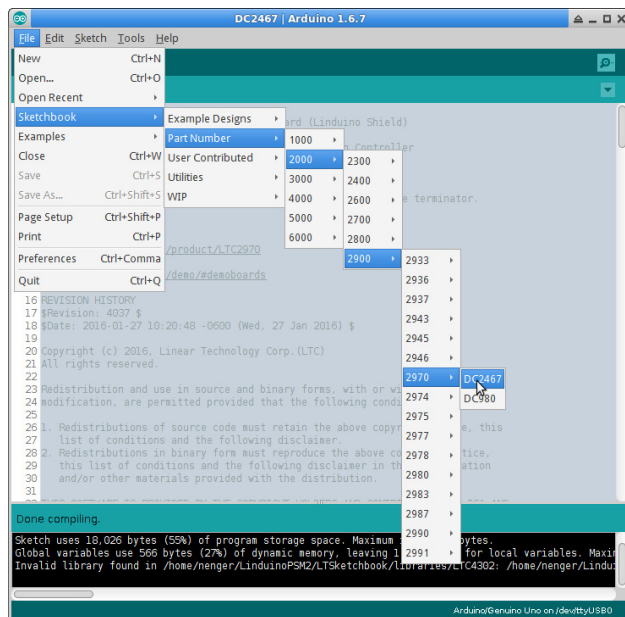 DC2467 | Arduino 1.6.7
File Edit Sketch Tools Help
New Ctrl+N
Open... Ctrl+O
Open Recent
Sketchbook
Examples
Close Ctrl+W
Save Ctrl+S
Save As... Ctrl+Shift+S
Page Setup Ctrl+Shift+P
Print Ctrl+P
Preferences Ctrl+Comma
Quit Ctrl+Q
Example Designs
Part Number
User Contributed
Utilities
WIP
1000
2000
3000
4000
5000
6000
2300
2400
2600
2700
2800
2900
2933
2936
2937
2943
2945
2946
2970
2974
2975
2977
2978
2980
2983
2987
2990
2991
DC2467
DC980
ard (Linduino Shield)
Controller
e terminator.
/product/LTC2970
/demo/#demoboards
16 REVISION HISTORY
17 $Revision: 4037 $
18 $Date: 2016-01-27 10:20:48 -0600 (Wed, 27 Jan 2016) $
19
20 Copyright (c) 2016, Linear Technology Corp.(LTC)
21 All rights reserved.
22
23 Redistribution and use in source and binary forms, with or wi
24 modification, are permitted provided that the following condi
25
26 1. Redistributions of source code must retain the above copyr e, this
27 list of conditions and the following disclaimer.
28 2. Redistributions in binary form must reproduce the above co tice,
29 this list of conditions and the following disclaimer in th ation
30 and/or other materials provided with the distribution.
31
Done compiling.
Sketch uses 18,026 bytes (55%) of program storage space. Maximum bytes.
Global variables use 566 bytes (27%) of dynamic memory, leaving 1 for local variables. Maxi
Invalid library found in /home/nenger/LinduinoPSM2/LTSketchbook/libraries/LTC4302: /home/nenger/Lindui
Arduino/Genuino Uno on /dev/ttyUSB0